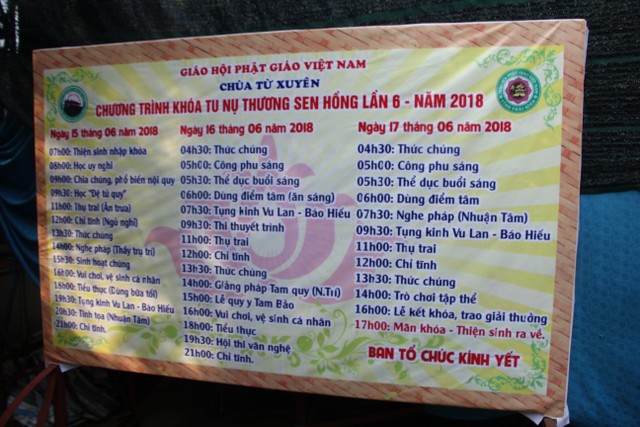 GIÁO HỘI PHẬT GIÁO VIỆT NAM
CHÙA TỪ XUYÊN
CHƯƠNG TRÌNH KHÓA TU NỤ THƯƠNG SEN HỒNG LẦN 6 - NĂM 2018
Ngày 15 tháng 06 năm 2018
07h00: Thiện sinh nhập khóa
08h00: Học uy nghi
09h00: Chia chúng, phổ biến nội quy
09h30: Học "Đệ tử quy"
11h00: Thụ trai (Ăn trưa)
12h00: Chỉ tịnh (Ngủ nghỉ)
13h30: Thức chúng
14h00: Nghe pháp (Thầy trụ trì)
15h30: Sinh hoạt chúng
16h00: Vui chơi, vệ sinh cá nhân
18h00: Tiểu thực (Dùng bữa tối)
19h30: Tụng kinh Vu Lan - Báo Hiếu
20h30: Tĩnh tọa (Nhuận Tâm)
21h00: Chỉ tịnh.
Ngày 16 tháng 06 năm 2018
04h30: Thức chúng
05h00: Công phu sáng
05h30: Thể dục buổi sáng
06h00: Dùng điểm tâm (ăn sáng)
07h30: Tụng kinh Vu Lan - Báo Hiếu
09h30: Thi thuyết trình
11h00: Thụ trai
12h00: Chỉ tịnh
13h30: Thức chúng
14h00: Giảng pháp Tam quy (N.Trí)
15h00: Lễ quy y Tam Bảo
16h00: Vui chơi, vệ sinh cá nhân
18h00: Tiểu thực
19h30: Hội thi văn nghệ
21h00: Chỉ tịnh.
Ngày 17 tháng 06 năm 2018
04h30: Thức chúng
05h00: Công phu sáng
05h30: Thể dục buổi sáng
06h00: Dùng điểm tâm
07h30: Nghe pháp (Nhuận Tâm)
09h30: Tụng kinh Vu Lan - Báo Hiếu
11h00: Thụ trai
12h00: Chỉ tịnh
13h30: Thức chúng
14h00: Trò chơi tập thể
16h00: Lễ kết khóa, trao giải thưởng
17h00: Mãn khóa - Thiện sinh ra về.
BAN TỔ CHỨC KÍNH YẾT